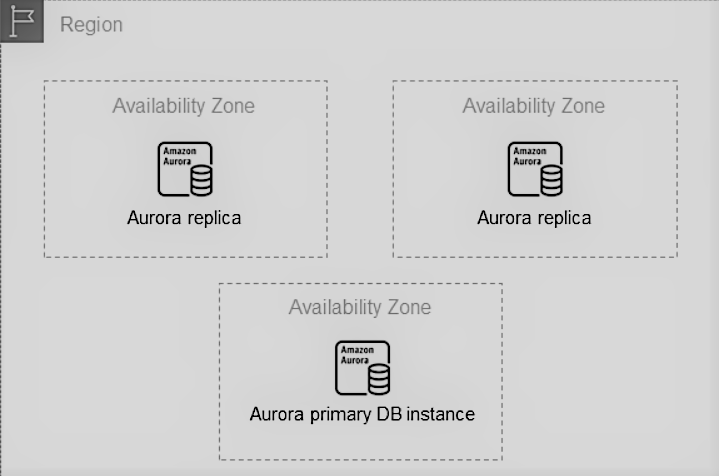 Region
Availability Zone
Amazon
Aurora
Aurora replica
Availability Zone
Amazon
Aurora
Aurora replica
Availability Zone
Amazon
Aurora
Aurora primary DB instance